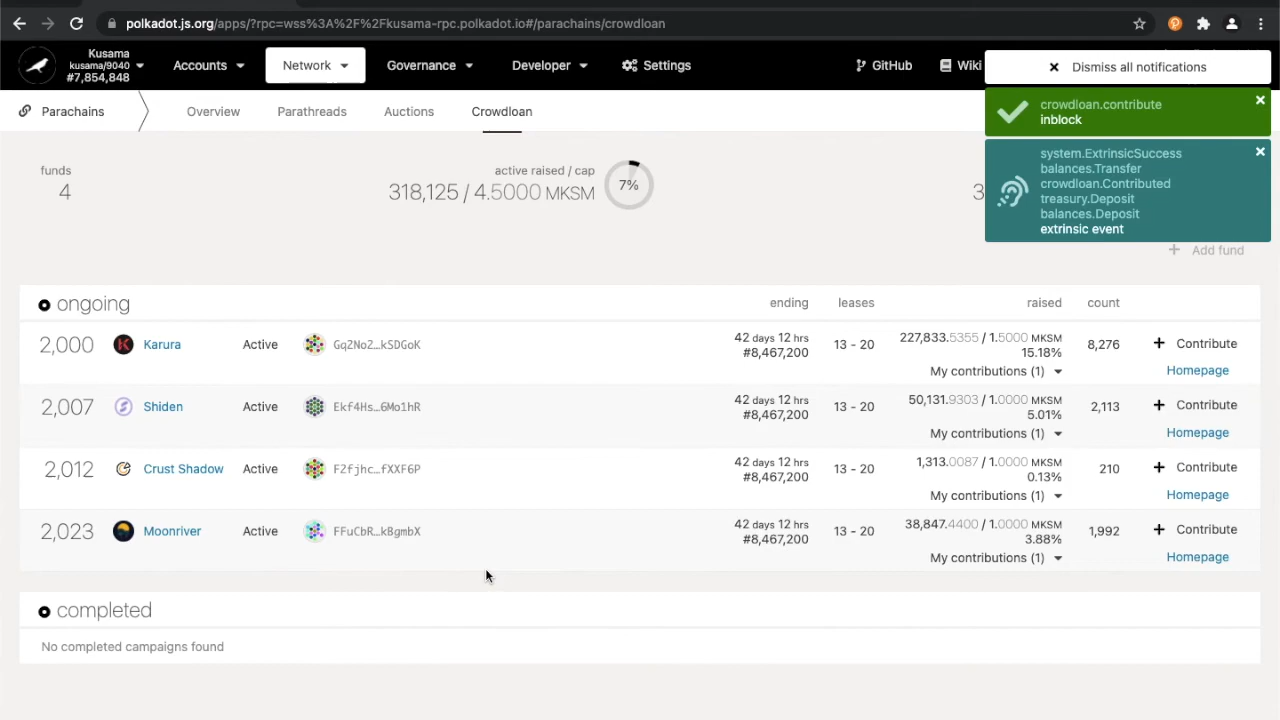 polkadot.js.org/apps/?rpc=wss%3A%2F%2Fkusama-rpc.polkadot.io#/parachains/crowdloan
Kusama
kusama/9040
#7,854,848
Accounts
Network
Governance
Developer
Settings
GitHub
Wiki
Dismiss all notifications
crowdloan.contribute
inblock
system.ExtrinsicSuccess
balances.Transfer
crowdloan.Contributed
treasury.Deposit
balances.Deposit
extrinsic event
Parachains
Overview
Parathreads
Auctions
Crowdloan
funds
4
active raised / cap
318,125 / 4.5000 MKSM
7%
3
Add fund
ongoing ending leases raised count
2,000 Karura Active Gq2No2…kSDGoK 42 days 12 hrs 13 - 20 227,833.5355 / 1.5000 MKSM 8,276 Contribute
#8,467,200 15.18%
My contributions (1) Homepage
2,007 Shiden Active Ekf4Hs…6Mo1hR 42 days 12 hrs 13 - 20 50,131.9303 / 1.0000 MKSM 2,113 Contribute
#8,467,200 5.01%
My contributions (1) Homepage
2,012 Crust Shadow Active F2fjhc…fXXF6P 42 days 12 hrs 13 - 20 1,313.0087 / 1.0000 MKSM 210 Contribute
#8,467,200 0.13%
My contributions (1) Homepage
2,023 Moonriver Active FFuCbR…k8gmbX 42 days 12 hrs 13 - 20 38,847.4400 / 1.0000 MKSM 1,992 Contribute
#8,467,200 3.88%
My contributions (1) Homepage
completed
No completed campaigns found